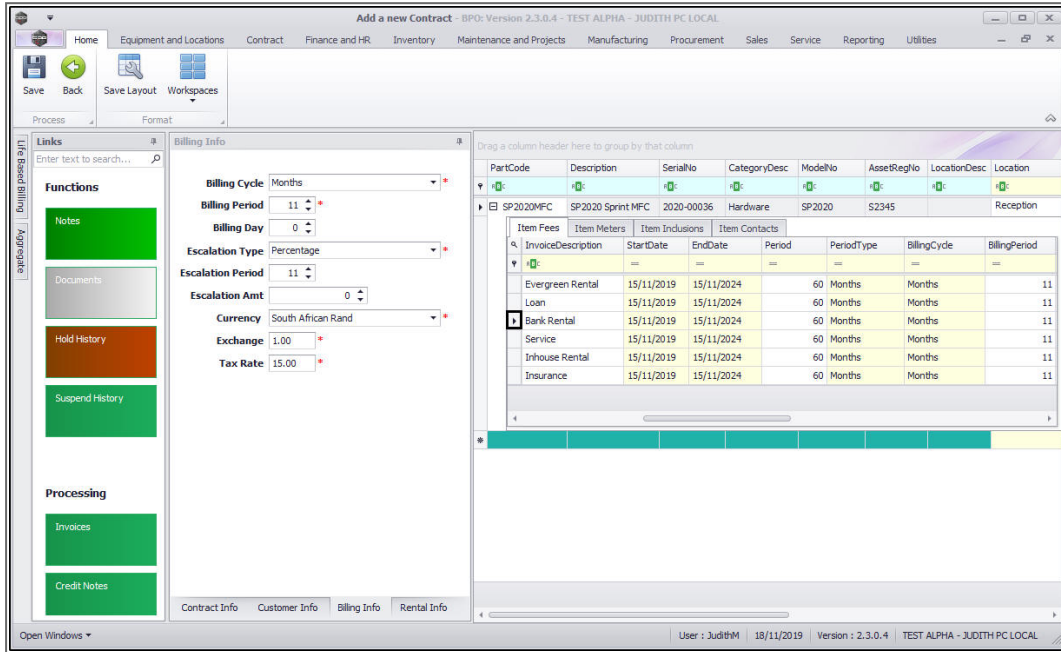 Add a new Contract - BPO: Version 2.3.0.4 - TEST ALPHA - JUDITH PC LOCAL
Home Equipment and Locations Contract Finance and HR Inventory Maintenance and Projects Manufacturing Procurement Sales Service Reporting Utilities
Save Back Save Layout Workspaces
Process Format
Life Based Billing
Aggregate
Links
Enter text to search...
Functions
Notes
Documents
Hold History
Suspend History
Processing
Invoices
Credit Notes
Billing Info
Billing Cycle Months *
Billing Period 11 *
Billing Day 0
Escalation Type Percentage *
Escalation Period 11
Escalation Amt 0
Currency South African Rand *
Exchange 1.00 *
Tax Rate 15.00 *
Contract Info Customer Info Billing Info Rental Info
Drag a column header here to group by that column
PartCode Description SerialNo CategoryDesc ModelNo AssetRegNo LocationDesc Location
SP2020MFC SP2020 Sprint MFC 2020-00036 Hardware SP2020 S2345 Reception
Item Fees Item Meters Item Indusions Item Contacts
InvoiceDescription StartDate EndDate Period PeriodType BillingCycle BillingPeriod
= = = = = =
Evergreen Rental 15/11/2019 15/11/2024 60 Months Months 11
Loan 15/11/2019 15/11/2024 60 Months Months 11
Bank Rental 15/11/2019 15/11/2024 60 Months Months 11
Service 15/11/2019 15/11/2024 60 Months Months 11
Inhouse Rental 15/11/2019 15/11/2024 60 Months Months 11
Insurance 15/11/2019 15/11/2024 60 Months Months 11
Open Windows User : JudithM 18/11/2019 Version : 2.3.0.4 TEST ALPHA - JUDITH PC LOCAL